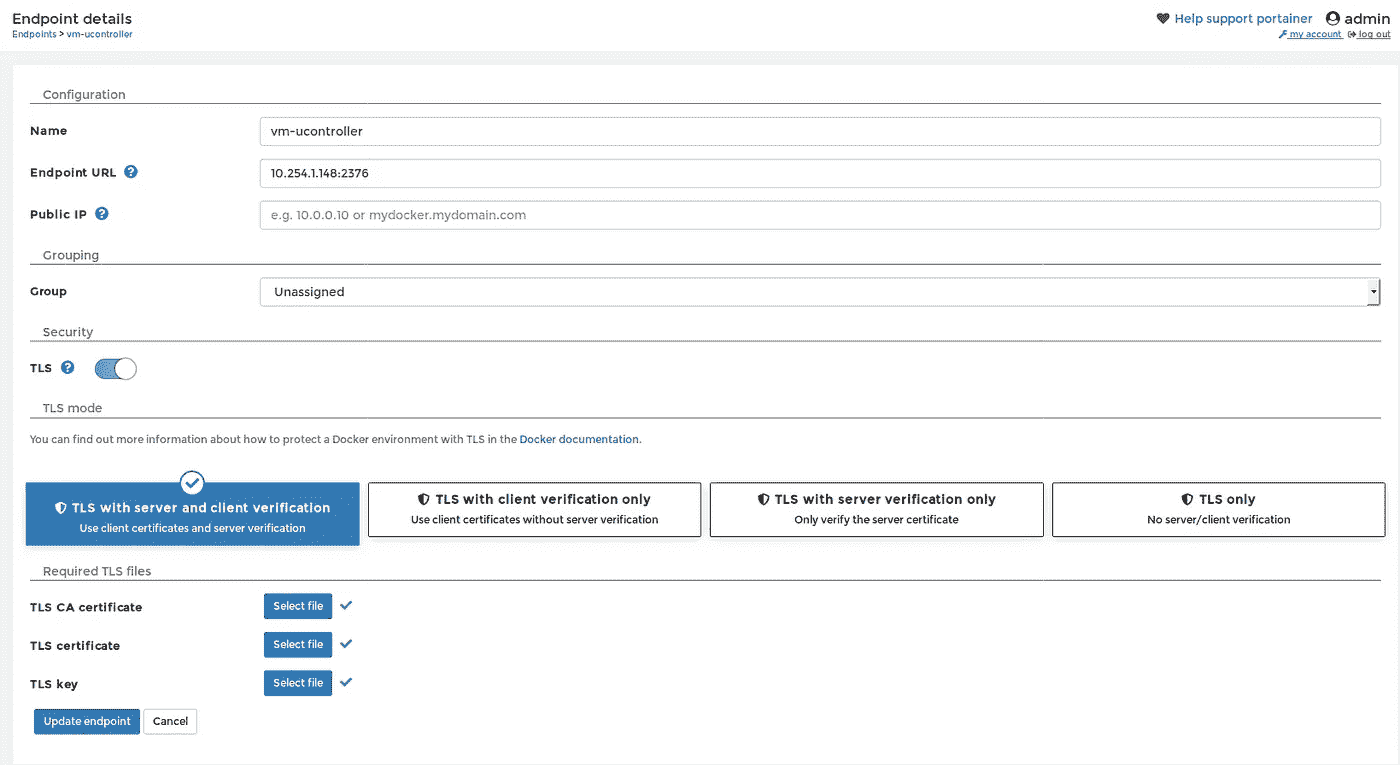 Endpoint details
Help support portainer admin
Endpoints > vm-ucontroller
my account log out
Configuration
Name vm-ucontroller
Endpoint URL ? 10.254.1.148:2376
Public IP ? e.g. 10.0.0.10 or mydocker.mydomain.com
Grouping
Group Unassigned
Security
TLS ?
TLS mode
You can find out more information about how to protect a Docker environment with TLS in the Docker documentation.
TLS with server and client verification
Use client certificates and server verification
TLS with client verification only
Use client certificates without server verification
TLS with server verification only
Only verify the server certificate
TLS only
No server/client verification
Required TLS files
TLS CA certificate Select file
TLS certificate Select file
TLS key Select file
Update endpoint Cancel